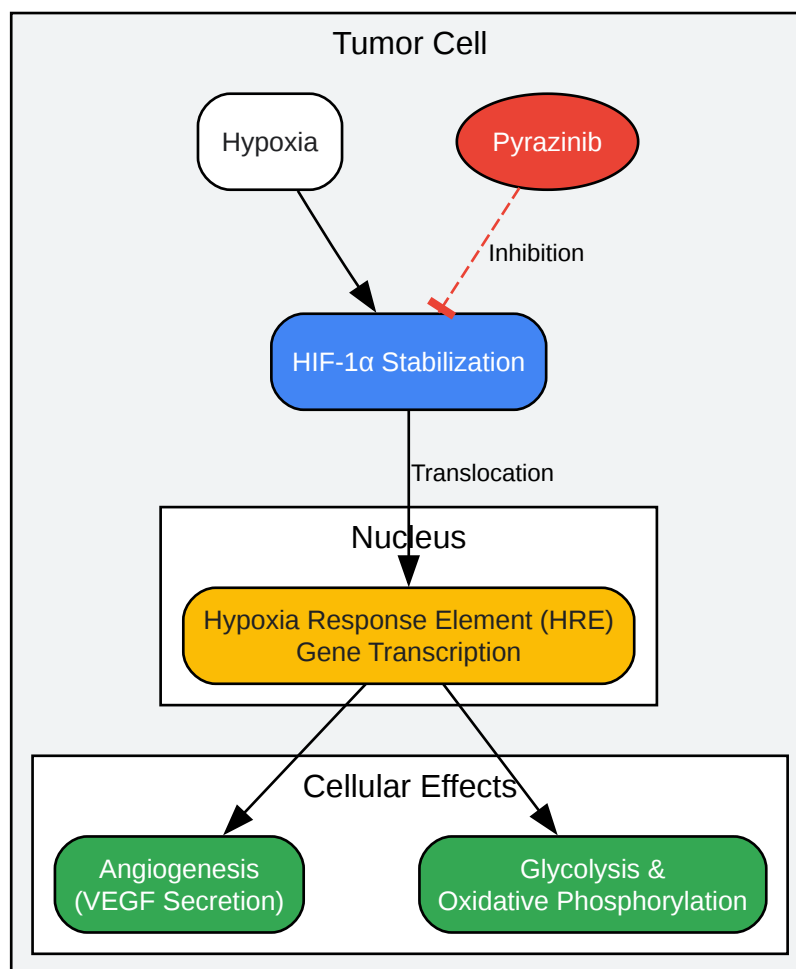 Tumor Cell
Hypoxia
Pyrazinib
Inhibition
HIF-1α Stabilization
Translocation
Nucleus
Hypoxia Response Element (HRE)
Gene Transcription
Cellular Effects
Angiogenesis
(VEGF Secretion)
Glycolysis &
Oxidative Phosphorylation